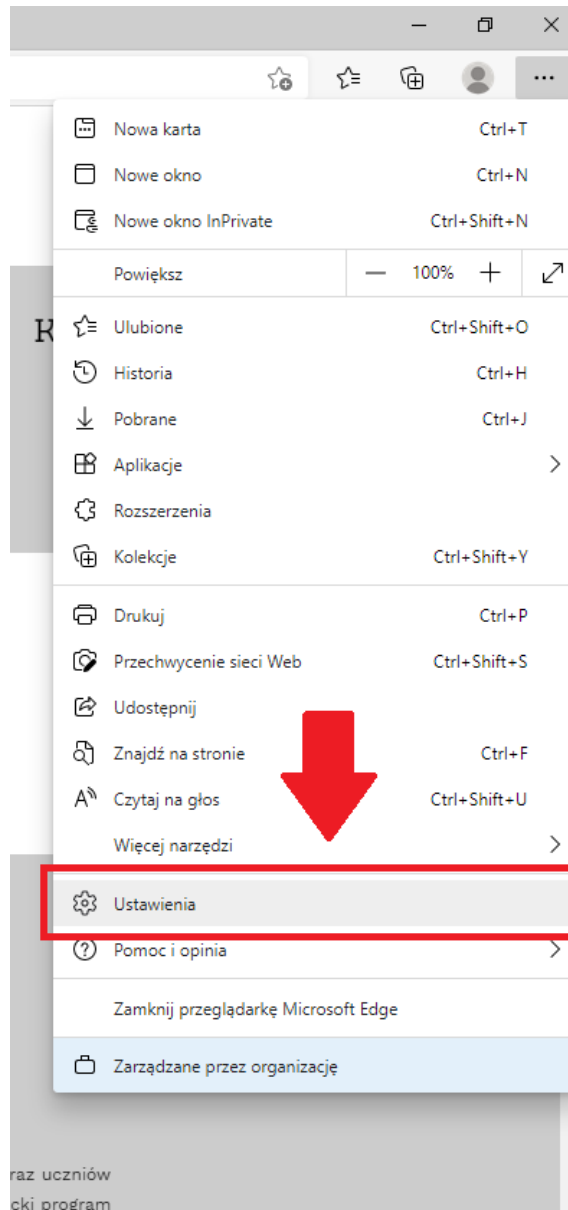 Nowa karta Ctrl+T
Nowe okno Ctrl+N
Nowe okno InPrivate Ctrl+Shift+N
Powiększ 100%
K
Ulubione Ctrl+Shift+O
Historia Ctrl+H
Pobrane Ctrl+J
Aplikacje
Rozszerzenia
Kolekcje Ctrl+Shift+Y
Drukuj Ctrl+P
Przechwycenie sieci Web Ctrl+Shift+S
Udostępnij
Znajdź na stronie Ctrl+F
Czytaj na głos Ctrl+Shift+U
Więcej narzędzi
Ustawienia
Pomoc i opinia
Zamknij przeglądarkę Microsoft Edge
Zarządzane przez organizację
raz uczniów
cki program